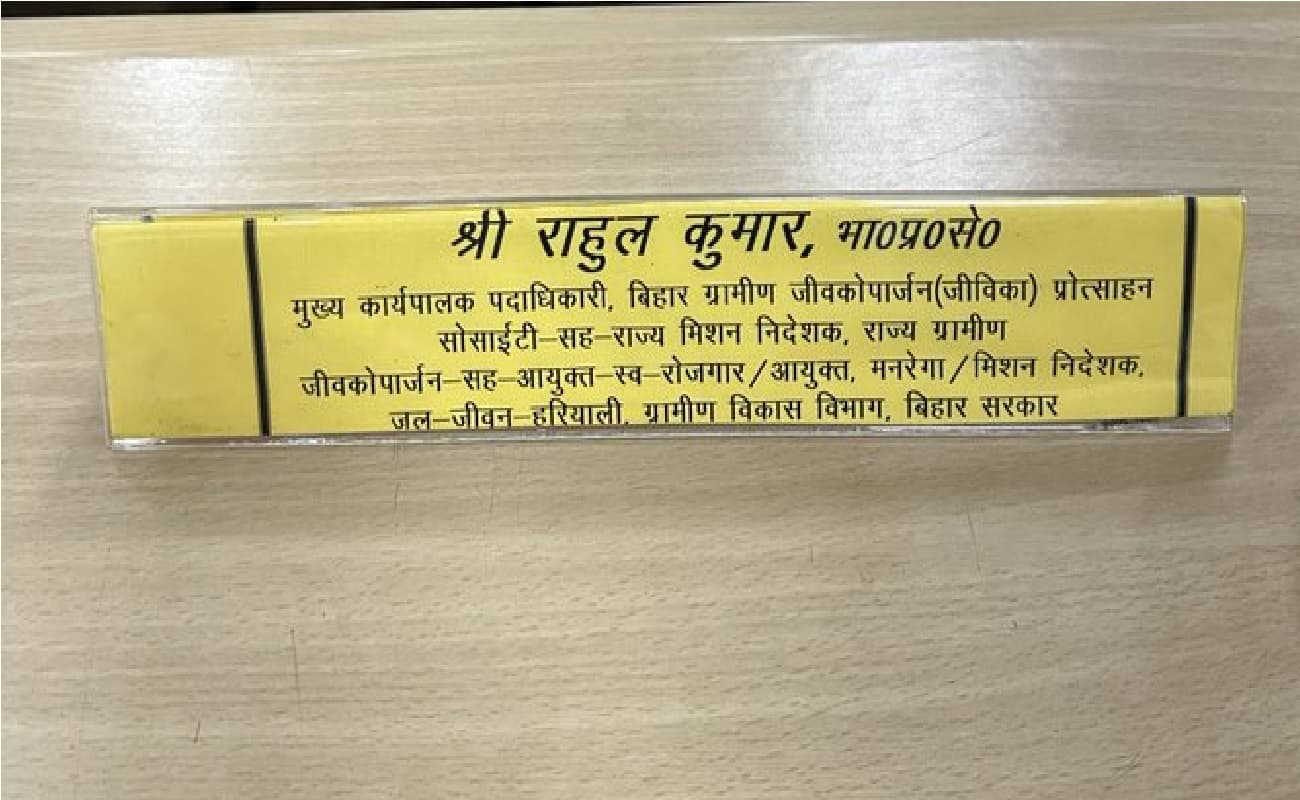 श्री राहुल कुमार, भा०प्र०से०
मुख्य कार्यपालक पदाधिकारी, बिहार ग्रामीण जीवकोपार्जन(जीविका) प्रोत्साहन
सोसाईटी-सह-राज्य मिशन निदेशक, राज्य ग्रामीण
जीवकोपार्जन-सह-आयुक्त-स्व-रोजगार/आयुक्त, मनरेगा/मिशन निदेशक,
जल-जीवन-हरियाली, ग्रामीण विकास विभाग, बिहार सरकार